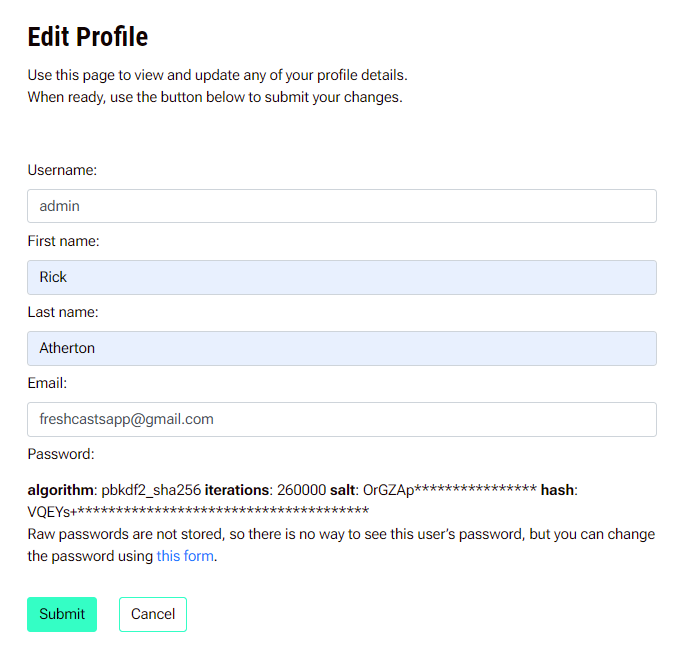 Edit Profile
Use this page to view and update any of your profile details.
When ready, use the button below to submit your changes.
Username:
admin
First name:
Rick
Last name:
Atherton
Email:
freshcastsapp@gmail.com
Password:
algorithm: pbkdf2_sha256 iterations: 260000 salt: OrGZAp**************** hash:
VQEYs+**************************************
Raw passwords are not stored, so there is no way to see this user’s password, but you can change
the password using this form.
Submit Cancel